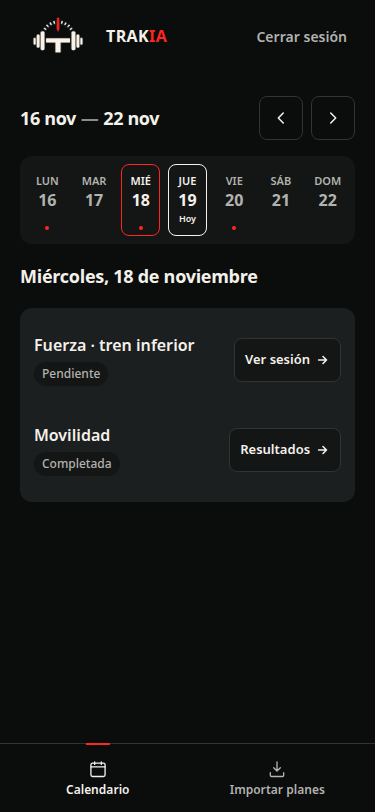 TRAKIA
Cerrar sesión
16 nov — 22 nov
LUN MAR MIÉ JUE VIE SÁB DOM
16 17 18 19 20 21 22
Hoy
Miércoles, 18 de noviembre
Fuerza · tren inferior
Pendiente
Ver sesión →
Movilidad
Completada
Resultados →
Calendario
Importar planes